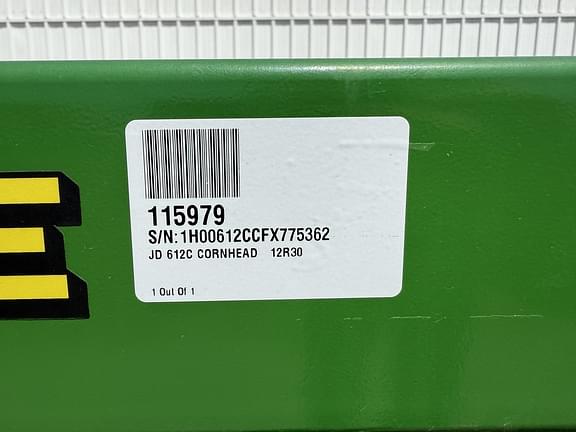 115979
S/N:1H00612CCFX775362
JD 612C CORNHEAD 12R30
1 Out Of 1
E